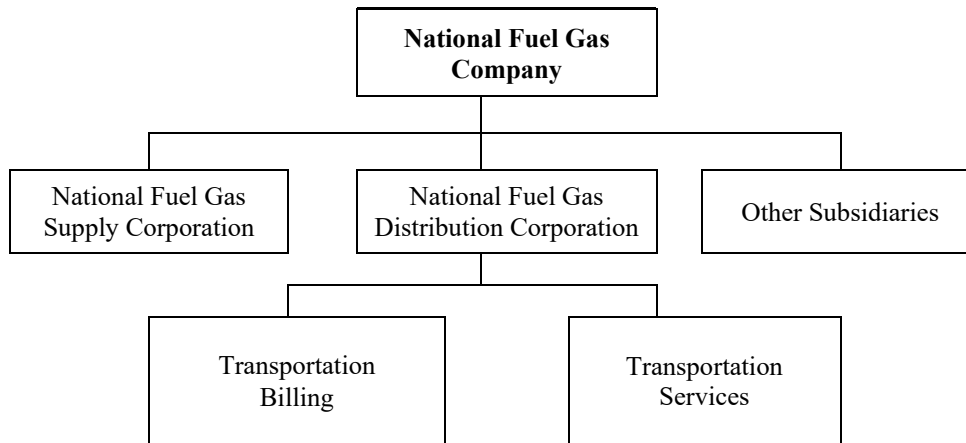 National Fuel Gas
Company
National Fuel Gas
Supply Corporation
National Fuel Gas
Distribution Corporation
Other Subsidiaries
Transportation
Billing
Transportation
Services